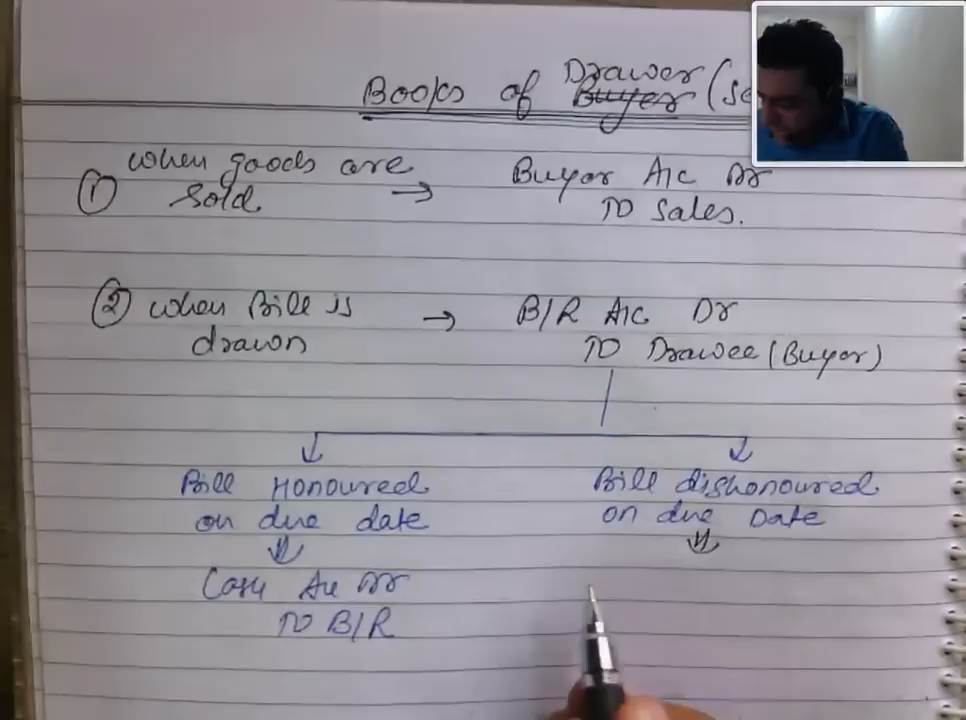 Books of Drawer Buyer (Se
① when goods are sold → Buyer A/c Dr
To Sales.
② when Bill is drawn → B/R A/c Dr
To Drawee (Buyer)
Bill Honoured on due date
Bill dishonoured on due Date
Cash A/c Dr
To B/R